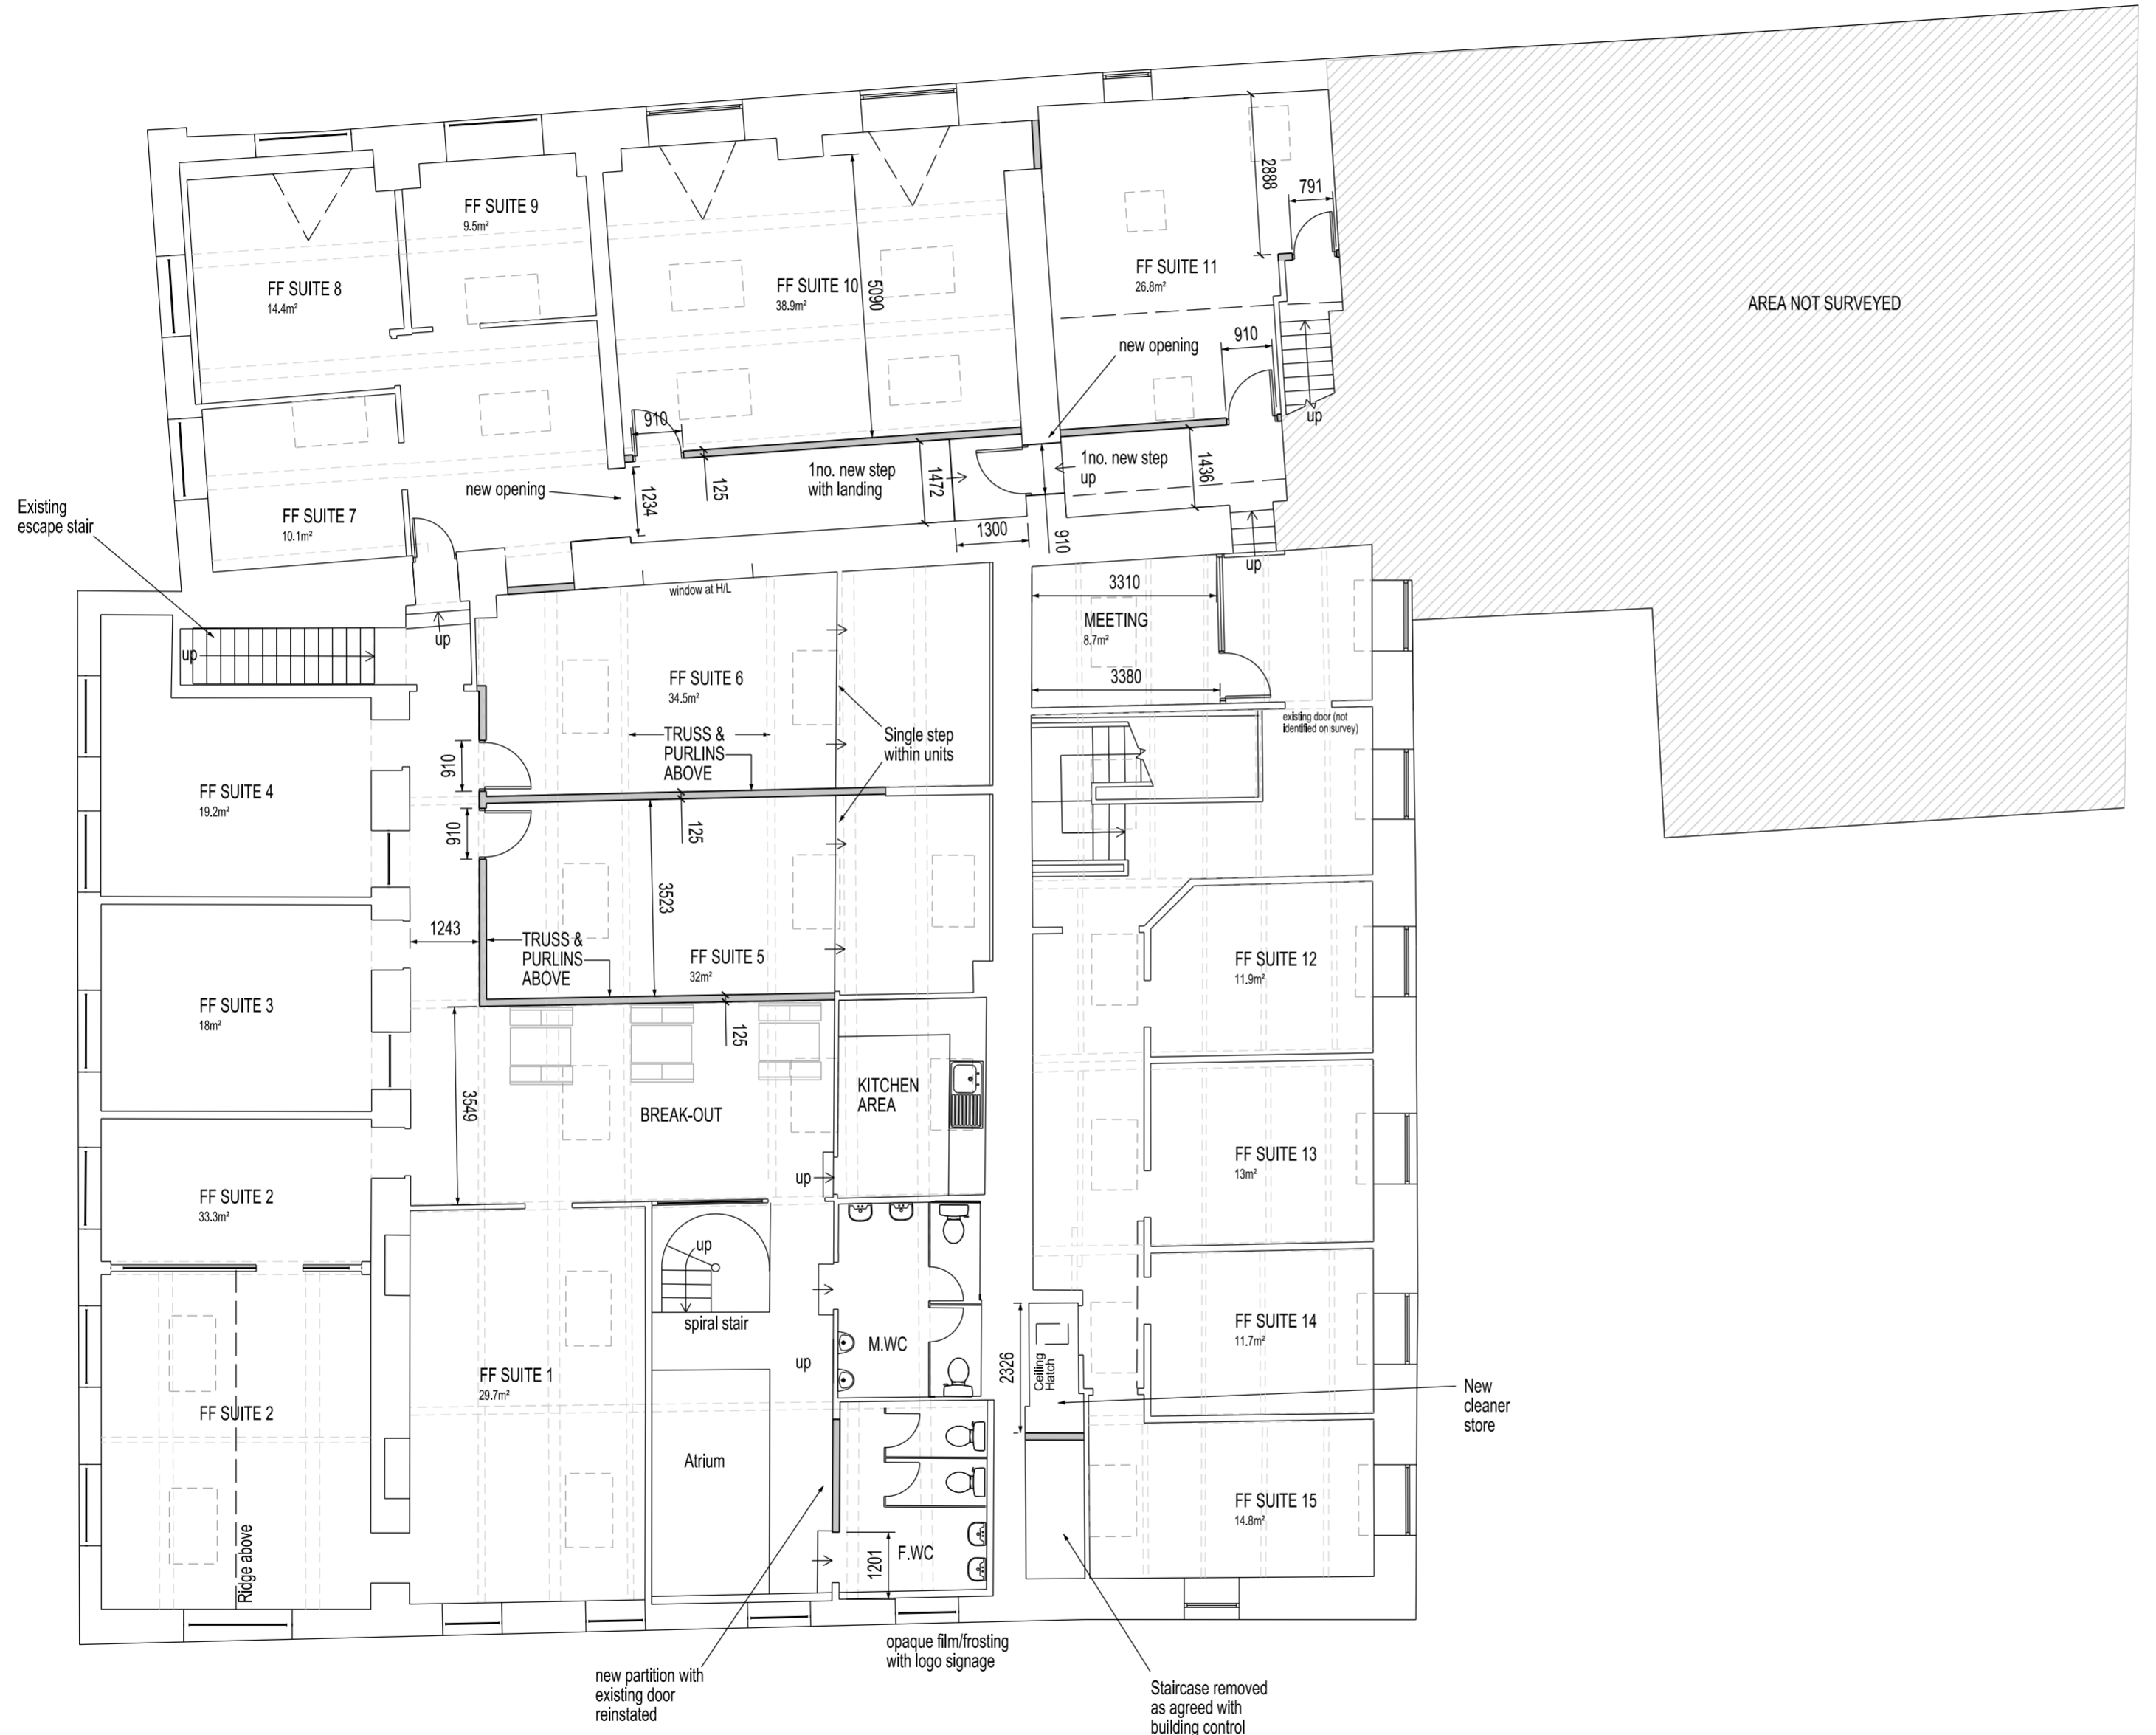 FF SUITE 9
9.5m²
2888
791
FF SUITE 8
14.4m²
FF SUITE 10
38.9m²
5090
FF SUITE 11
26.8m²
AREA NOT SURVEYED
910
new opening
up
910
1no. new step
with landing
1472
1no. new step
up
1436
125
new opening
1234
Existing
escape stair
FF SUITE 7
10.1m²
1300
910
up
window at H/L
3310
MEETING
8.7m²
3380
up
up
FF SUITE 6
34.5m²
existing door (not
identified on survey)
TRUSS &
PURLINS
ABOVE
Single step
within units
910
FF SUITE 4
19.2m²
910
125
3523
1243
TRUSS &
PURLINS
ABOVE
FF SUITE 5
32m²
FF SUITE 12
11.9m²
FF SUITE 3
18m²
125
KITCHEN
AREA
3549
BREAK-OUT
FF SUITE 13
13m²
up
FF SUITE 2
33.3m²
up
spiral stair
M.WC
up
2326
Ceiling
Hatch
FF SUITE 14
11.7m²
FF SUITE 1
29.7m²
New
cleaner
store
FF SUITE 2
Atrium
FF SUITE 15
14.8m²
Ridge above
1201
F.WC
opaque film/frosting
with logo signage
new partition with
existing door
reinstated
Staircase removed
as agreed with
building control